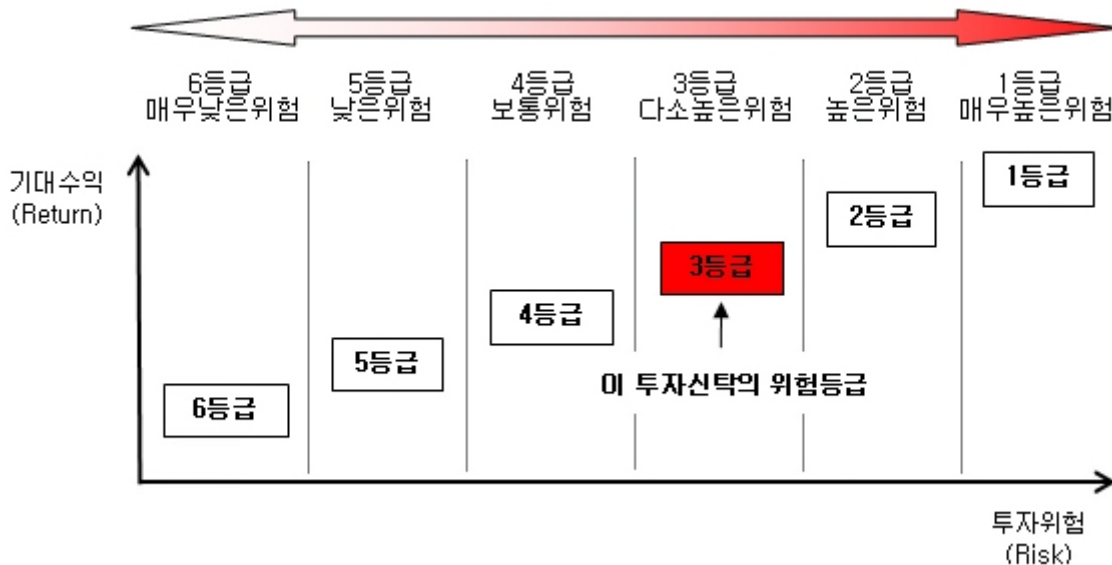 6등급 5등급 4등급 3등급 2등급 1등급
매우낮은위험 낮은위험 보통위험 다소높은위험 높은위험 매우높은위험
기대수익
(Return)
1등급
2등급
3등급
4등급
5등급
이 투자신탁의 위험등급
6등급
투자위험
(Risk)